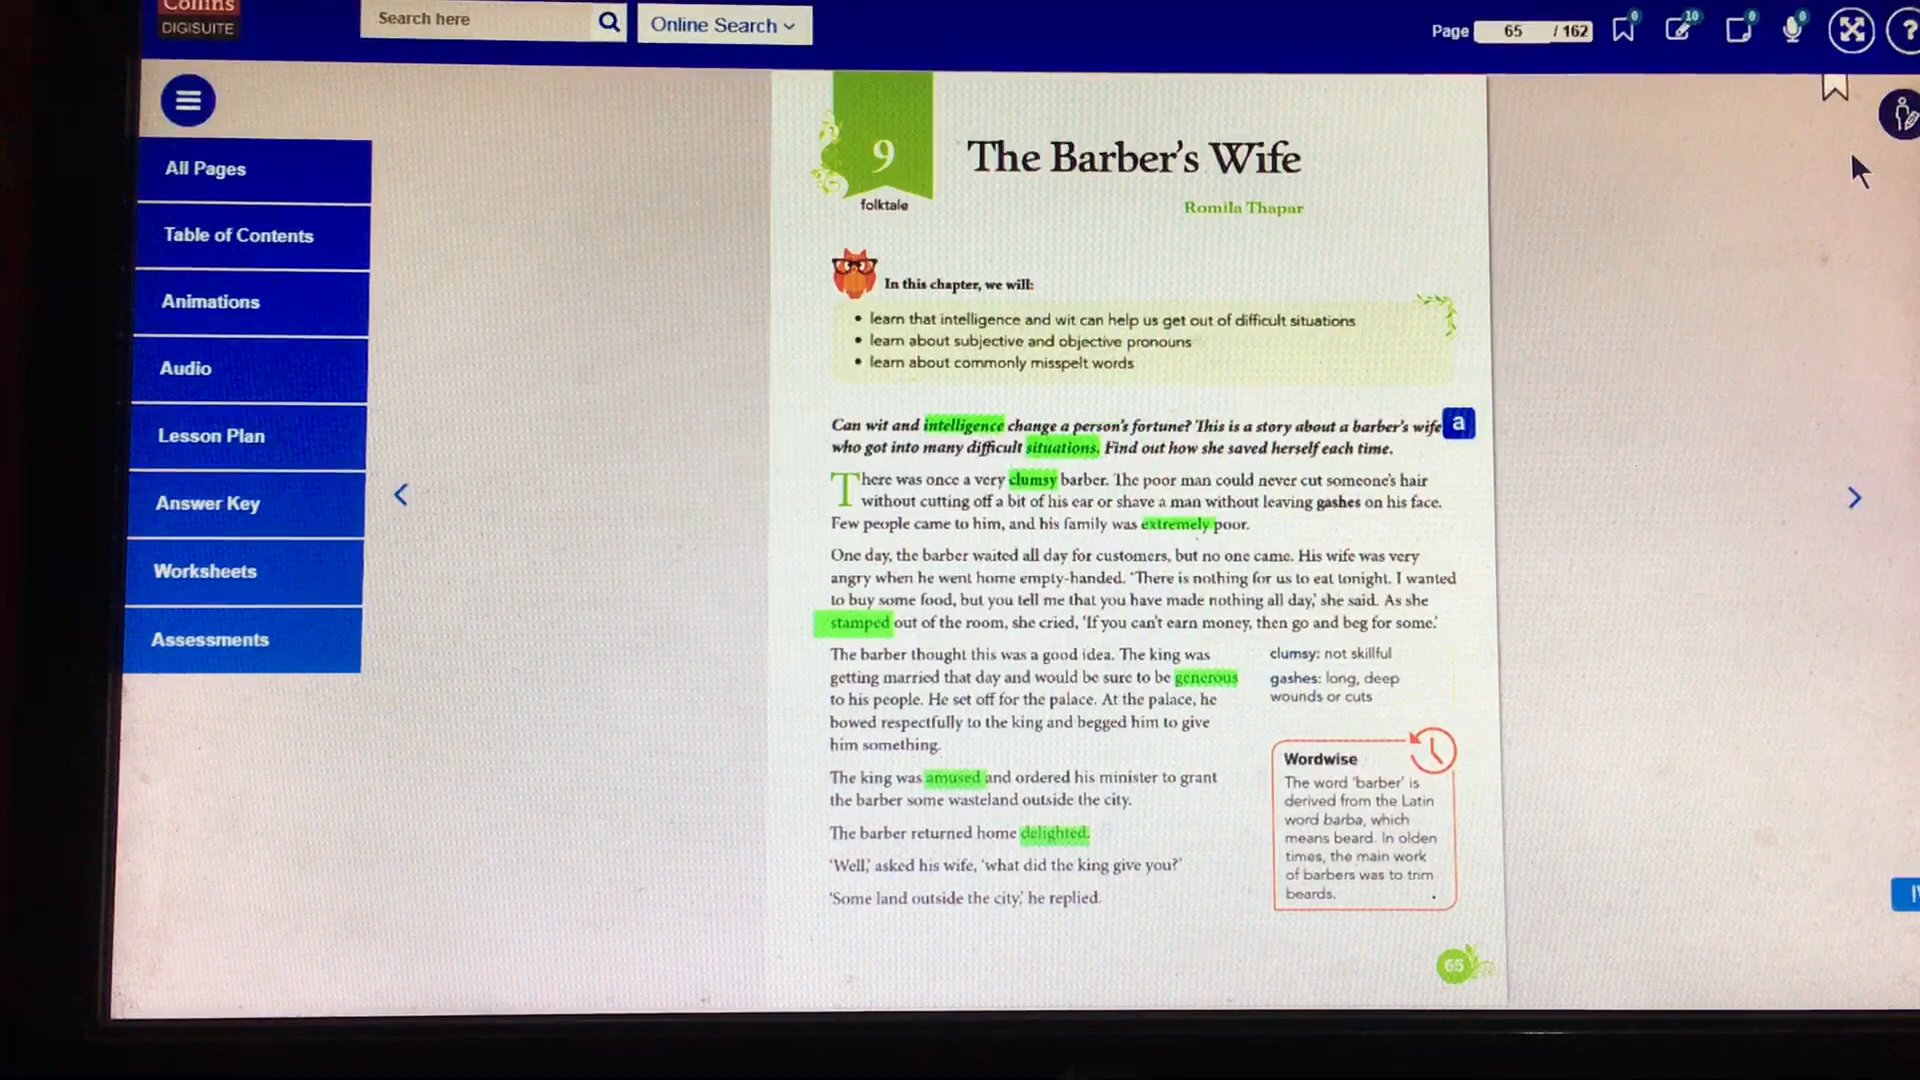 Collins
DIGISUITE
Search here
Online Search
Page 65 / 162
0
10
0
0
?
All Pages
Table of Contents
Animations
Audio
Lesson Plan
Answer Key
Worksheets
Assessments
9
folktale
The Barber's Wife
Romila Thapar
In this chapter, we will:
• learn that intelligence and wit can help us get out of difficult situations
• learn about subjective and objective pronouns
• learn about commonly misspelt words
Can wit and intelligence change a person's fortune? This is a story about a barber's wife
who got into many difficult situations. Find out how she saved herself each time.
a
There was once a very clumsy barber. The poor man could never cut someone's hair
without cutting off a bit of his ear or shave a man without leaving gashes on his face.
Few people came to him, and his family was extremely poor.
One day, the barber waited all day for customers, but no one came. His wife was very
angry when he went home empty-handed. 'There is nothing for us to eat tonight. I wanted
to buy some food, but you tell me that you have made nothing all day,' she said. As she
stamped out of the room, she cried, 'If you can't earn money, then go and beg for some.'
The barber thought this was a good idea. The king was
getting married that day and would be sure to be generous
to his people. He set off for the palace. At the palace, he
bowed respectfully to the king and begged him to give
him something.
The king was amused and ordered his minister to grant
the barber some wasteland outside the city.
The barber returned home delighted.
'Well,' asked his wife, 'what did the king give you?'
'Some land outside the city,' he replied.
clumsy: not skillful
gashes: long, deep
wounds or cuts
Wordwise
The word 'barber' is
derived from the Latin
word barba, which
means beard. In olden
times, the main work
of barbers was to trim
beards.
65